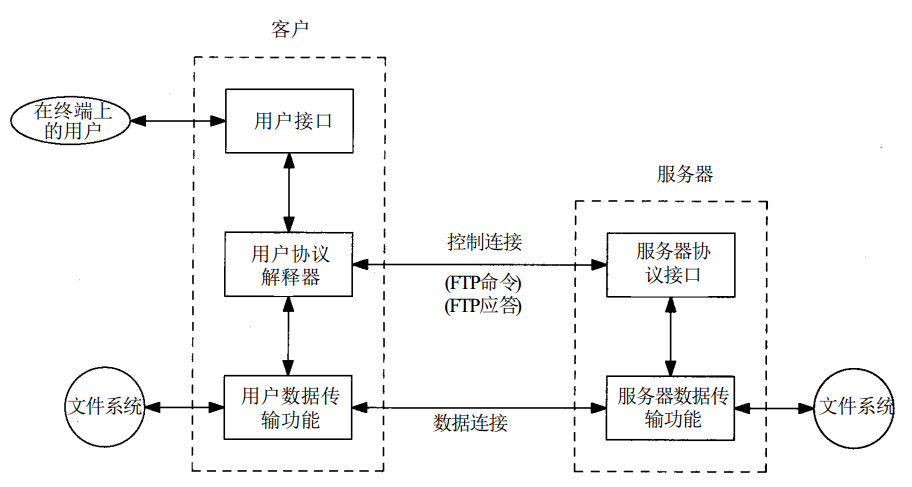 客户
在终端上
的用户
用户接口
服务器
用户协议
解释器
控制连接
(FTP命令)
(FTP应答)
服务器协
议接口
文件系统
用户数据传
输功能
数据连接
服务器数据传
输功能
文件系统